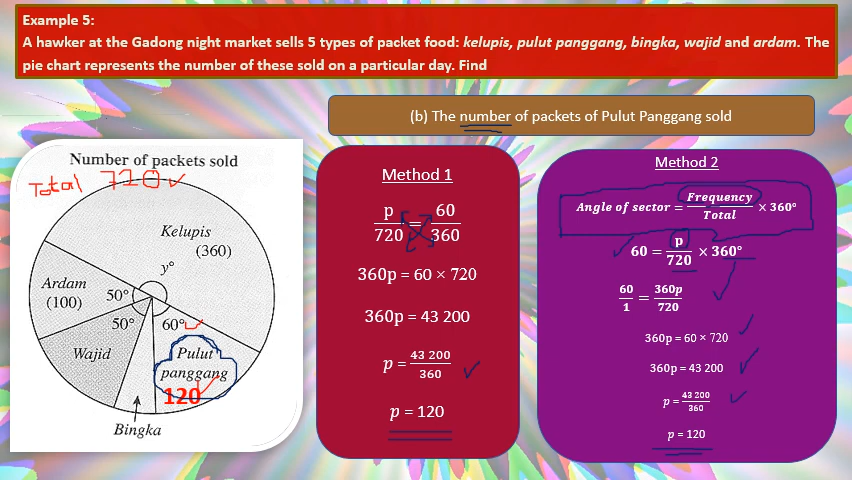 Example 5:
A hawker at the Gadong night market sells 5 types of packet food: kelupis, pulut panggang, bingka, wajid and ardam. The
pie chart represents the number of these sold on a particular day. Find
(b) The number of packets of Pulut Panggang sold
Number of packets sold
Total 720
Kelupis
(360)
y°
Ardam
(100)
50°
50°
60°
Wajid
Pulut
panggang
120
Bingka
Method 1
p/720 = 60/360
360p = 60 × 720
360p = 43 200
p = 43 200/360
p = 120
Method 2
Angle of sector = Frequency/Total × 360°
60 = p/720 × 360°
60/1 = 360p/720
360p = 60 × 720
360p = 43 200
p = 43 200/360
p = 120